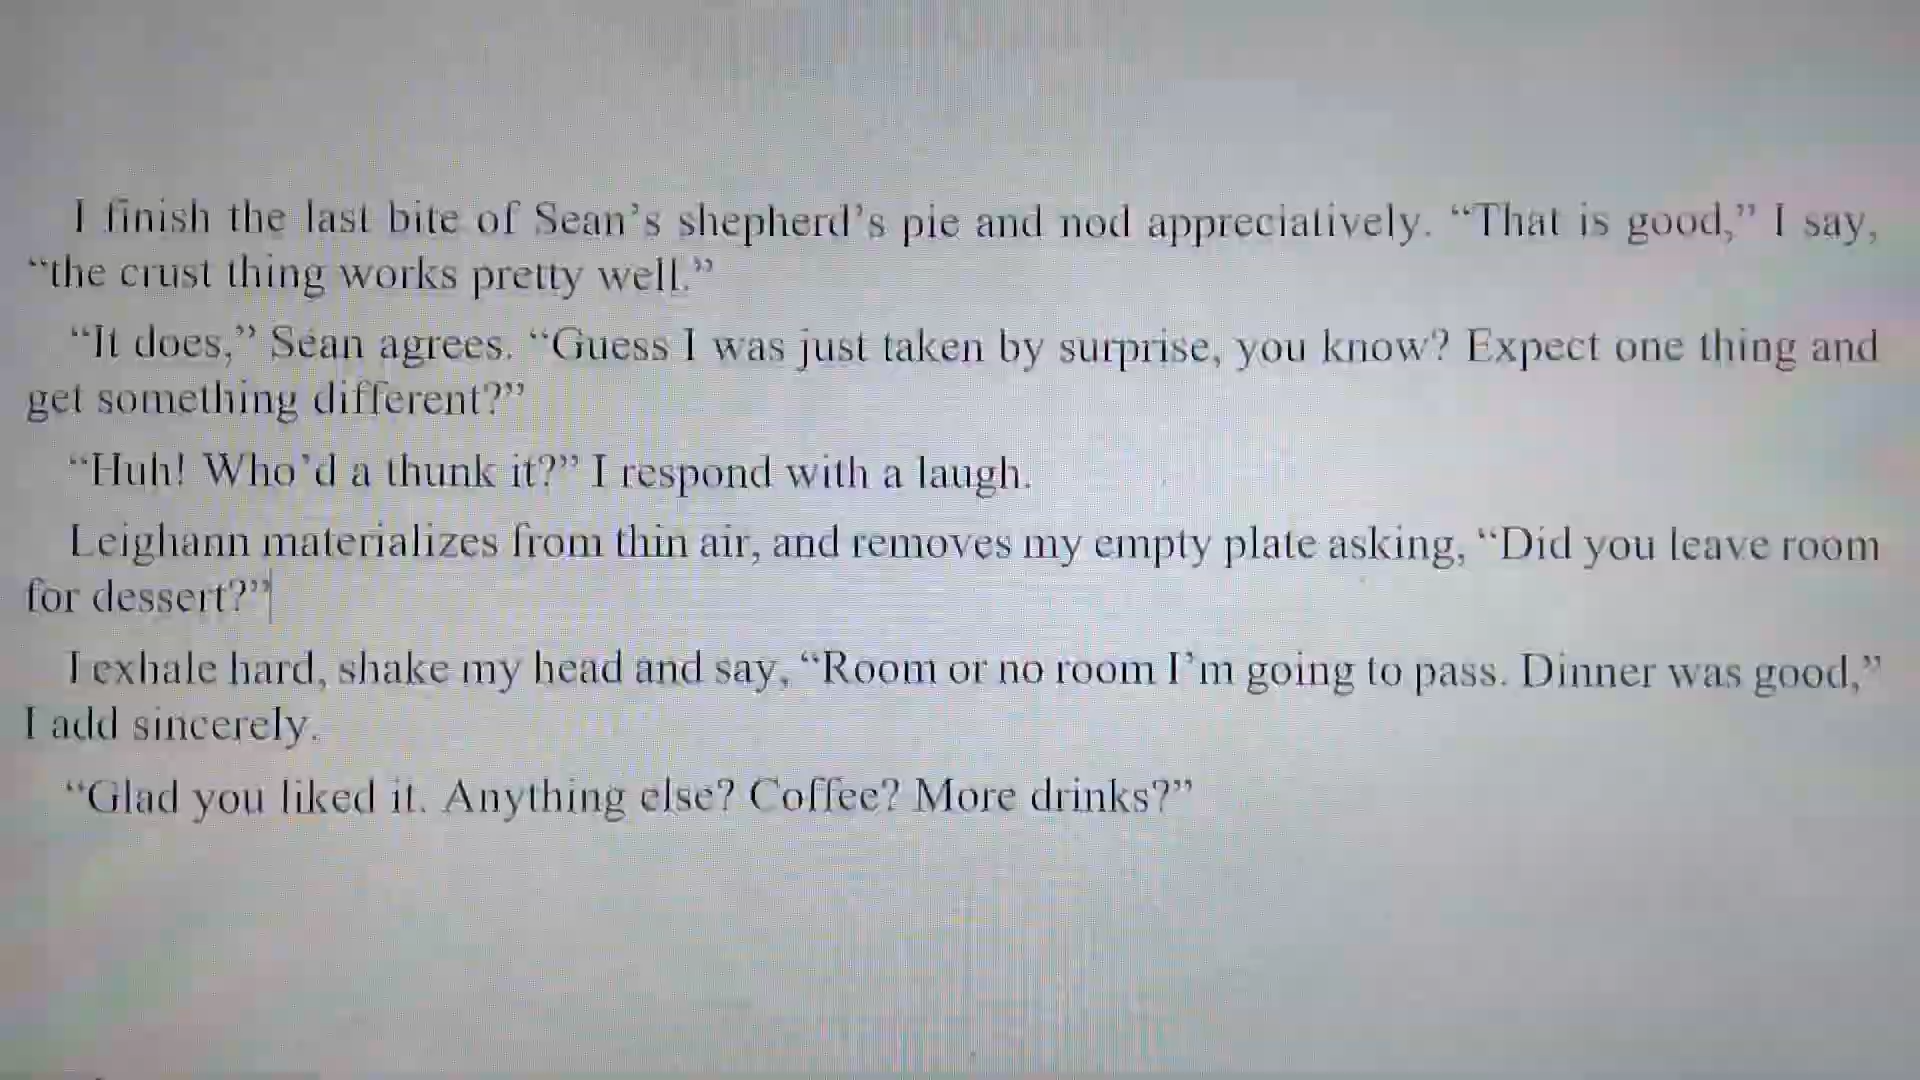 I finish the last bite of Sean’s shepherd’s pie and nod appreciatively. “That is good,” I say,
“the crust thing works pretty well.”
“It does,” Sean agrees. “Guess I was just taken by surprise, you know? Expect one thing and
get something different?”
“Huh! Who’d a thunk it?” I respond with a laugh.
Leighann materializes from thin air, and removes my empty plate asking, “Did you leave room
for dessert?”
I exhale hard, shake my head and say, “Room or no room I’m going to pass. Dinner was good,”
I add sincerely.
“Glad you liked it. Anything else? Coffee? More drinks?”